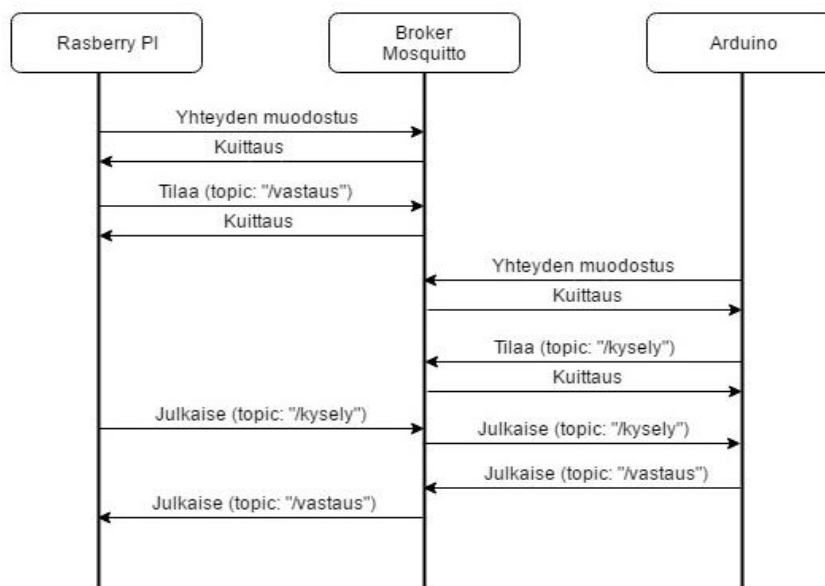 Rasberry PI
Broker
Mosquitto
Arduino
Yhteyden muodostus
Kuittaus
Tilaa (topic: "/vastaus")
Kuittaus
Yhteyden muodostus
Kuittaus
Tilaa (topic: "/kysely")
Kuittaus
Julkaise (topic: "/kysely")
Julkaise (topic: "/kysely")
Julkaise (topic: "/vastaus")
Julkaise (topic: "/vastaus")